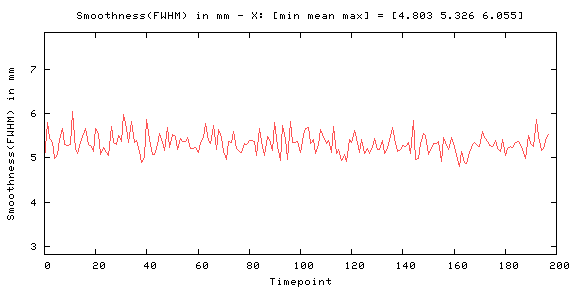 Smoothness(FWHM) in mm - X: [min mean max] = [4.803 5.326 6.055]
Smoothness(FWHM) in mm
7
6
5
4
3
0 20 40 60 80 100 120 140 160 180 200
Timepoint